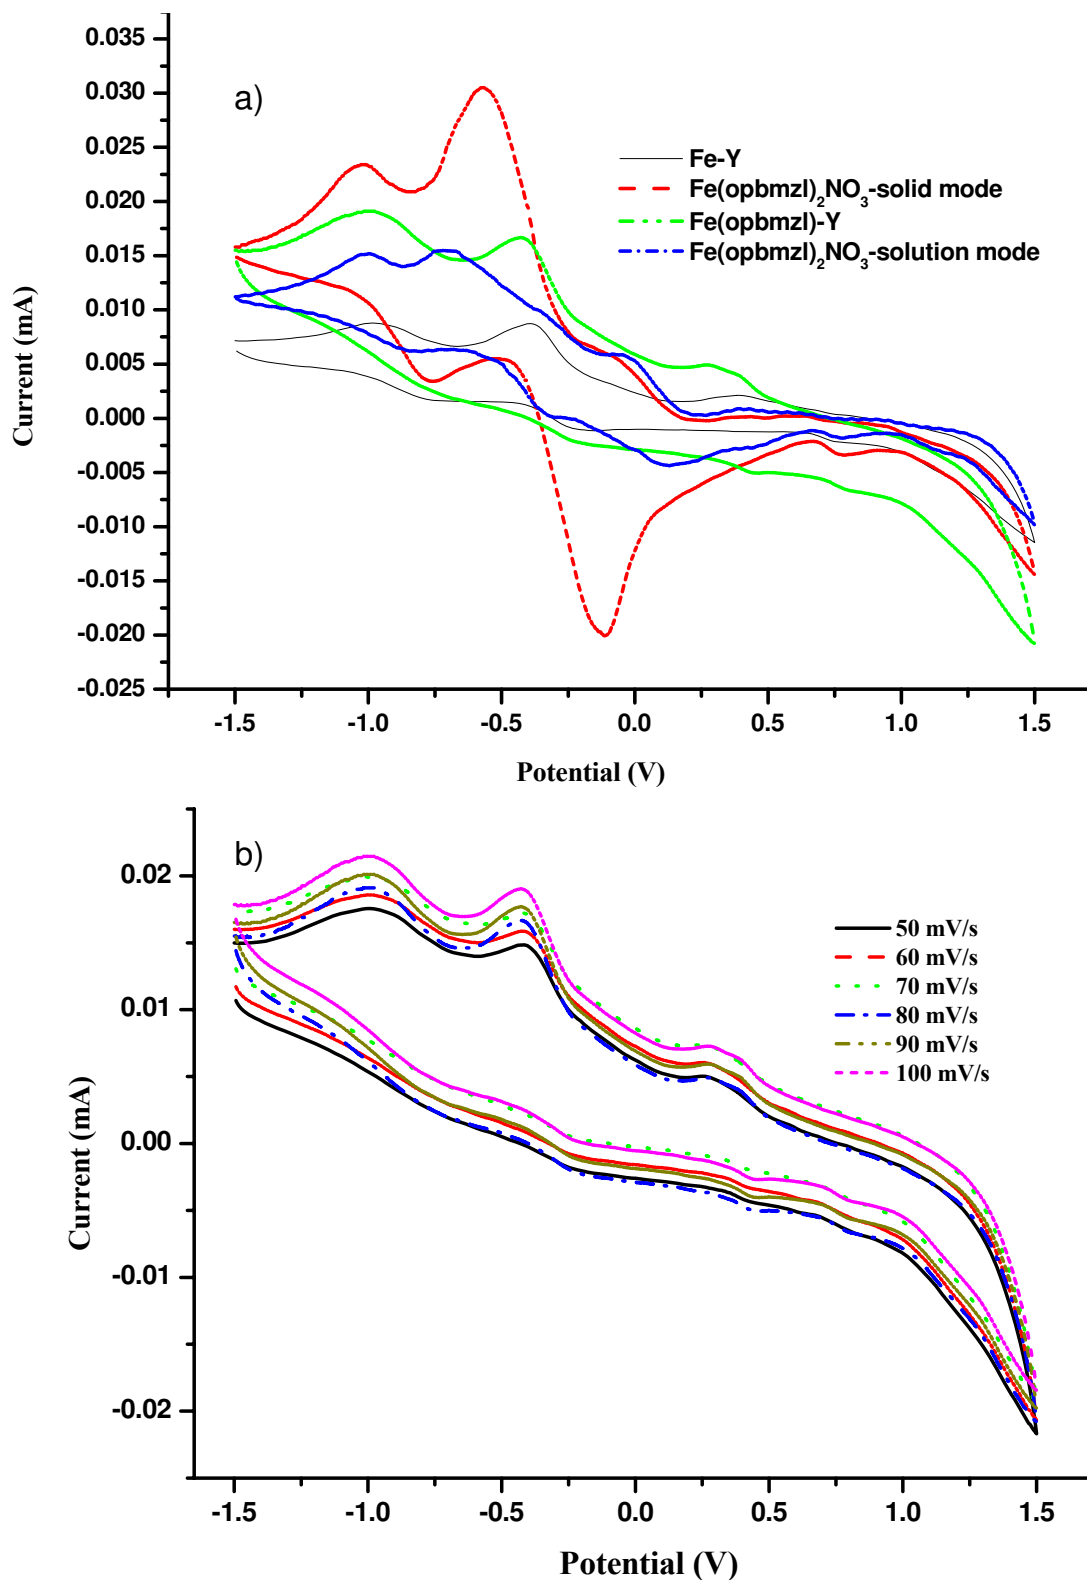 a)
0.035
0.030
0.025
0.020
0.015
0.010
0.005
0.000
-0.005
-0.010
-0.015
-0.020
-0.025
Current (mA)
Fe-Y
Fe(opbmzl)₂NO₃-solid mode
Fe(opbmzl)-Y
Fe(opbmzl)₂NO₃-solution mode
-1.5 -1.0 -0.5 0.0 0.5 1.0 1.5
Potential (V)
b)
0.02
0.01
0.00
-0.01
-0.02
Current (mA)
50 mV/s
60 mV/s
70 mV/s
80 mV/s
90 mV/s
100 mV/s
-1.5 -1.0 -0.5 0.0 0.5 1.0 1.5
Potential (V)